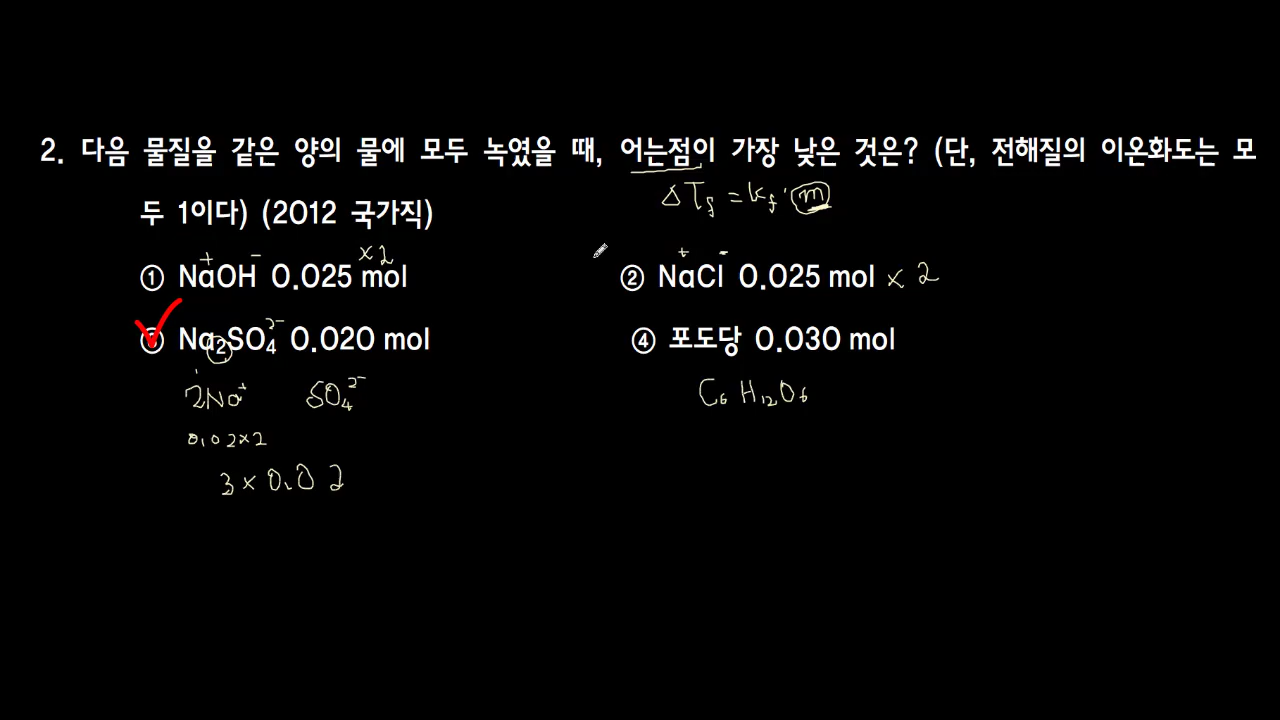 2. 다음 물질을 같은 양의 물에 모두 녹였을 때, 어는점이 가장 낮은 것은? (단, 전해질의 이온화도는 모
ΔTf = kf · m
두 1이다) (2012 국가직)
+ - ×2
① NaOH 0.025 mol
+ -
② NaCl 0.025 mol × 2
2-
Na2SO4 0.020 mol
④ 포도당 0.030 mol
2Na+ SO4 2-
C6 H12 O6
0.02×2
3 × 0.02